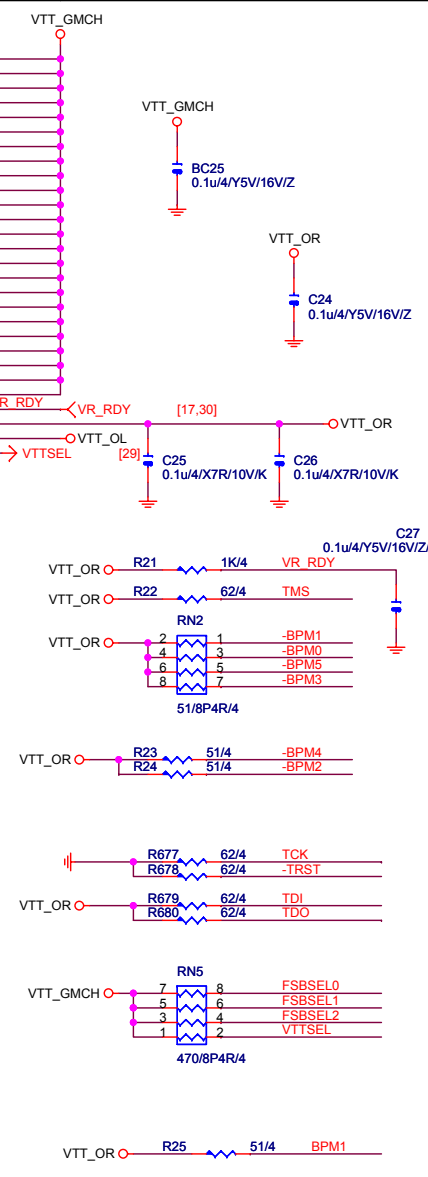 VTT_GMCH
VTT_GMCH
BC25
0.1u/4/Y5V/16V/Z
VTT_OR
C24
0.1u/4/Y5V/16V/Z
R_RDY
VR_RDY
[17,30]
VTT_OR
VTT_OL
VTTSEL
[29]
C25
0.1u/4/X7R/10V/K
C26
0.1u/4/X7R/10V/K
C27
0.1u/4/Y5V/16V/Z/
VTT_OR R21 1K/4 VR_RDY
VTT_OR R22 62/4 TMS
RN2
VTT_OR 2 1 -BPM1
4 3 -BPM0
6 5 -BPM5
8 7 -BPM3
51/8P4R/4
VTT_OR R23 51/4 -BPM4
R24 51/4 -BPM2
R677 62/4 TCK
R678 62/4 -TRST
VTT_OR R679 62/4 TDI
R680 62/4 TDO
RN5
VTT_GMCH 7 8 FSBSEL0
5 6 FSBSEL1
3 4 FSBSEL2
1 2 VTTSEL
470/8P4R/4
VTT_OR R25 51/4 BPM1